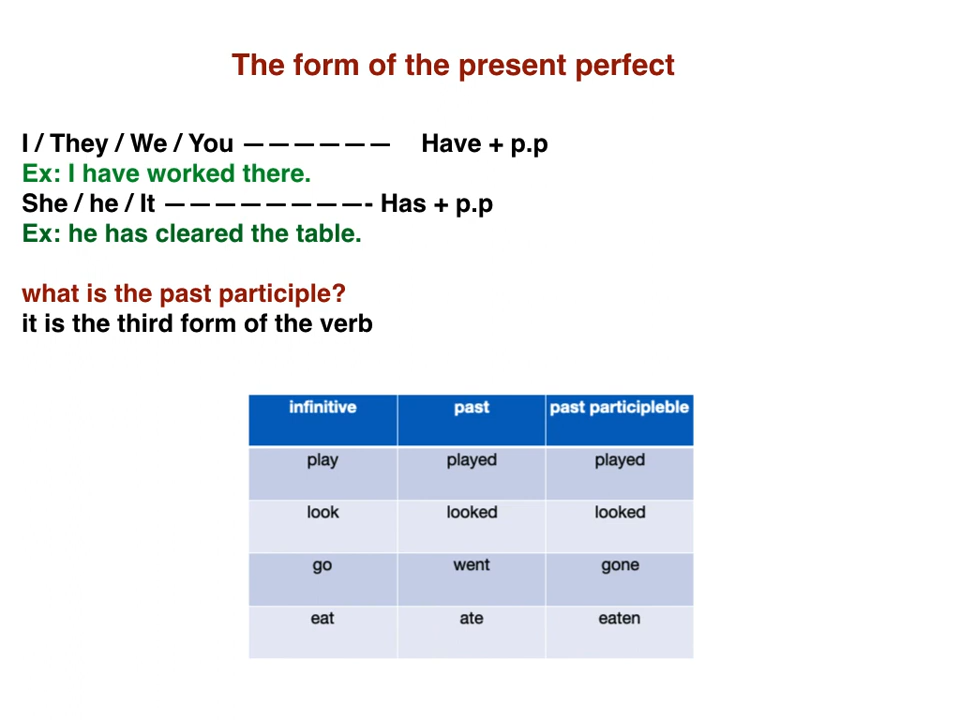 The form of the present perfect
I / They / We / You —————— Have + p.p
Ex: I have worked there.
She / he / It ————————- Has + p.p
Ex: he has cleared the table.
what is the past participle?
it is the third form of the verb
infinitive past past participleble
play played played
look looked looked
go went gone
eat ate eaten